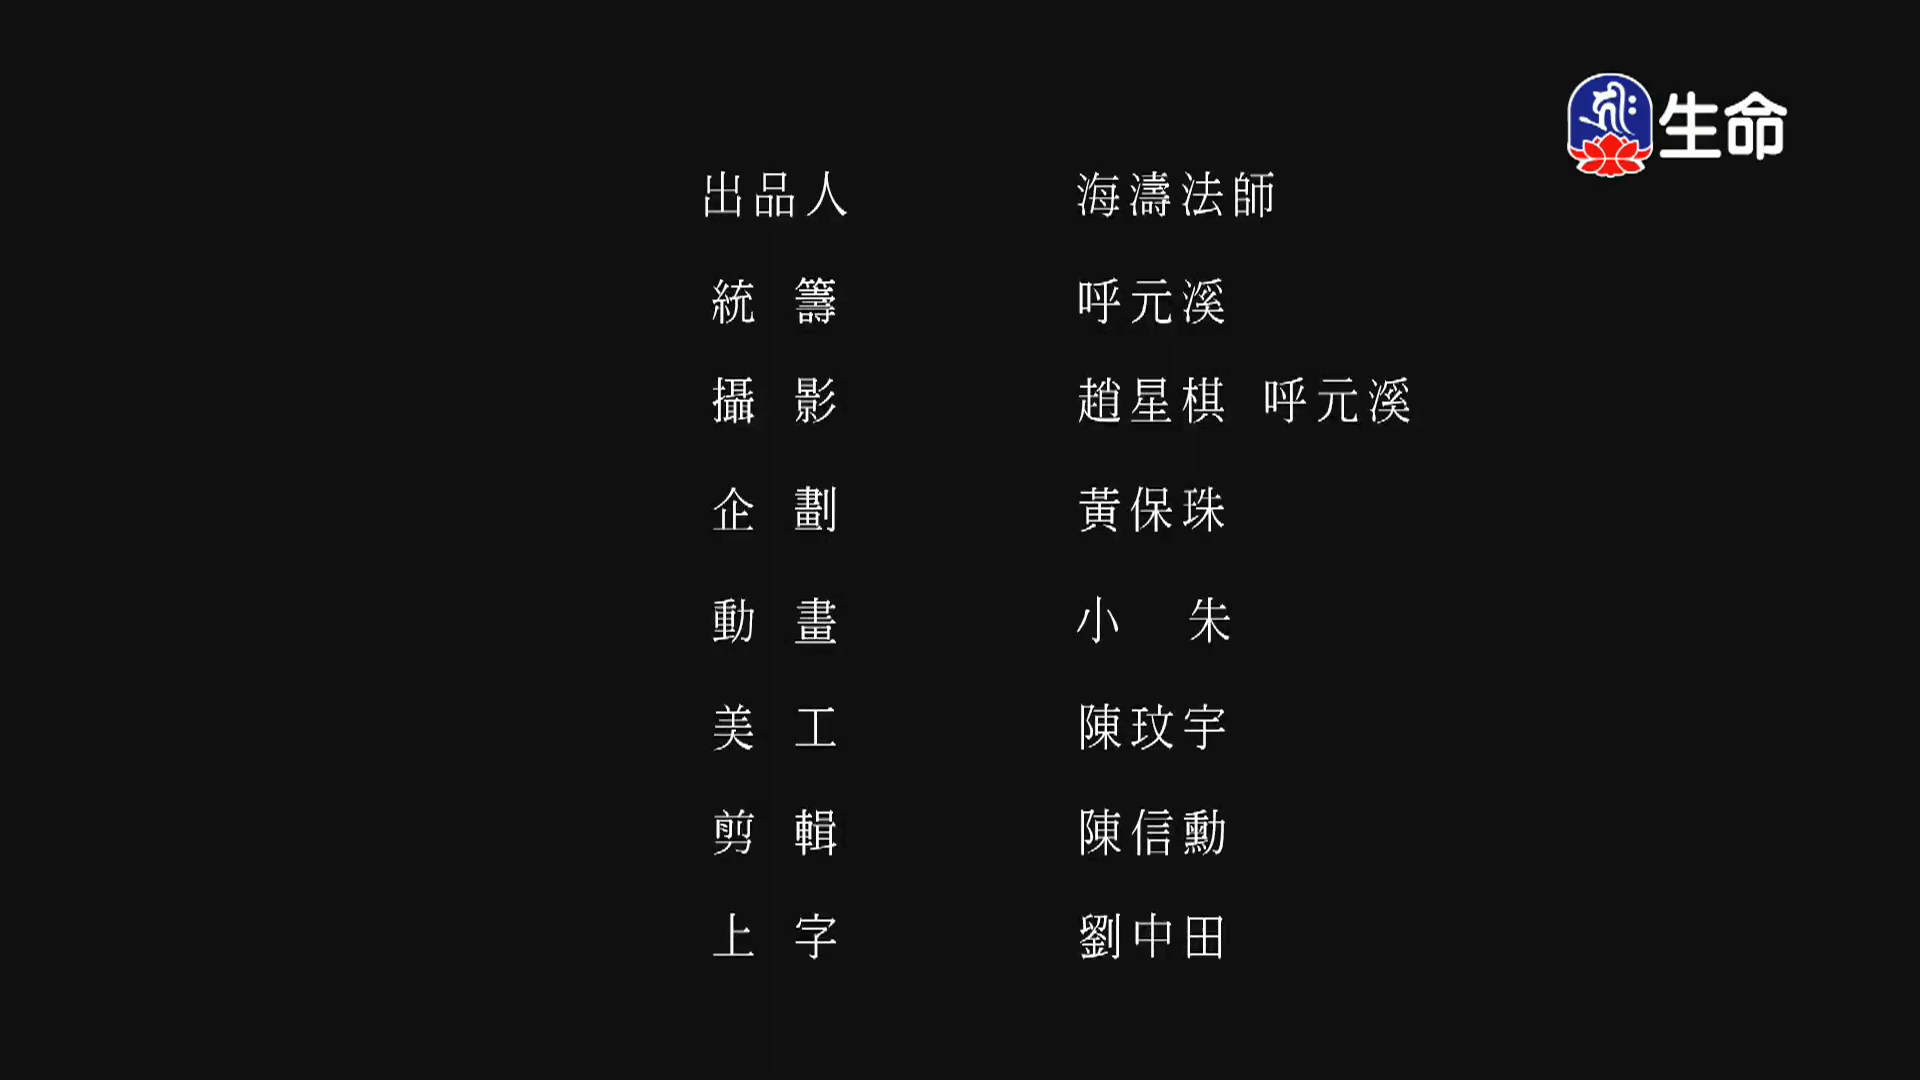 生命
出品人 海濤法師
統籌 呼元溪
攝影 趙星棋 呼元溪
企劃 黃保珠
動畫 小朱
美工 陳玟宇
剪輯 陳信勳
上字 劉中田